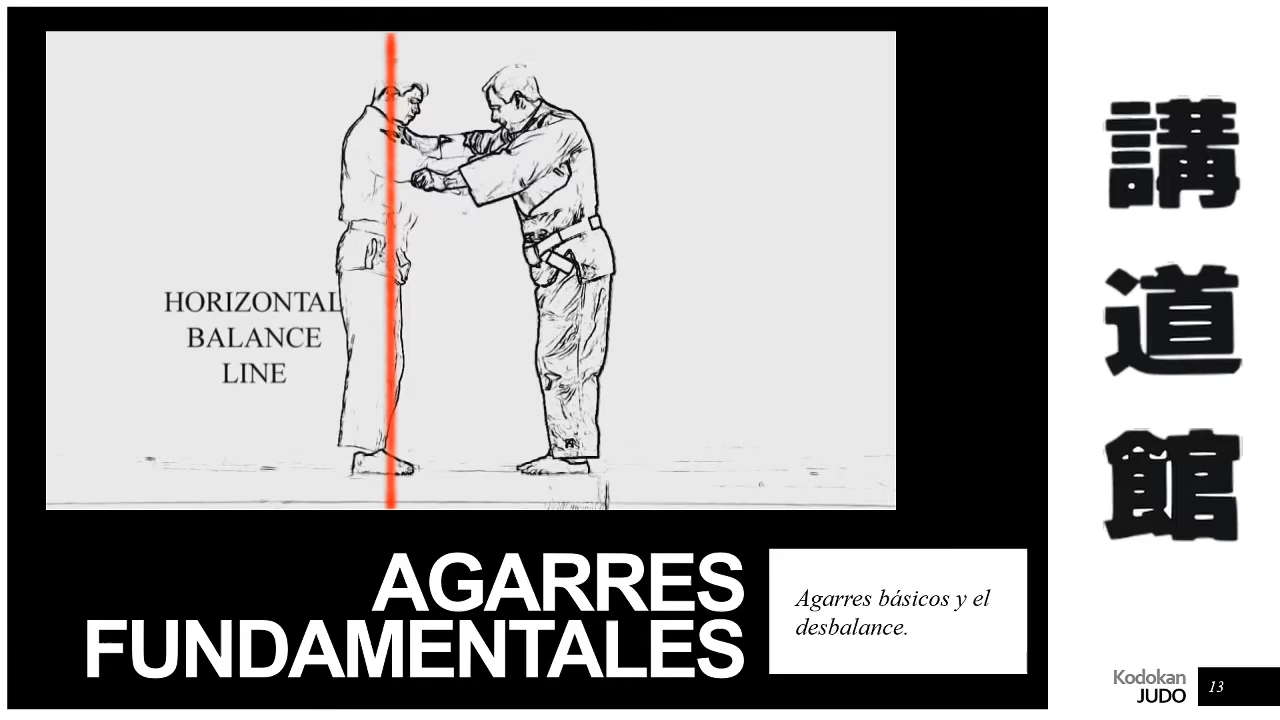 HORIZONTAL
BALANCE
LINE
AGARRES
FUNDAMENTALES
Agarres básicos y el
desbalance.
講
道
館
Kodokan
JUDO
13